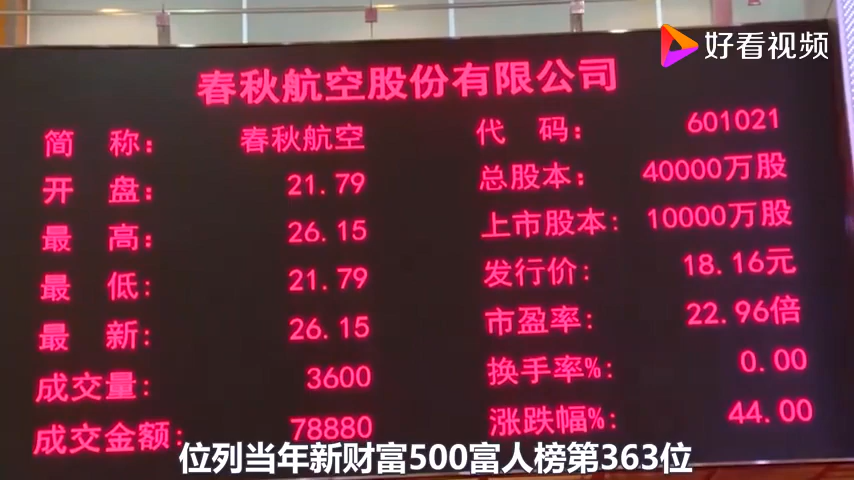 好看视频
春秋航空股份有限公司
简 称: 春秋航空 代 码: 601021
开 盘: 21.79 总股本: 40000万股
最 高: 26.15 上市股本: 10000万股
最 低: 21.79 发行价: 18.16元
最 新: 26.15 市盈率: 22.96倍
成交量: 3600 换手率%: 0.00
成交金额: 78880 涨跌幅%: 44.00
位列当年新财富500富人榜第363位